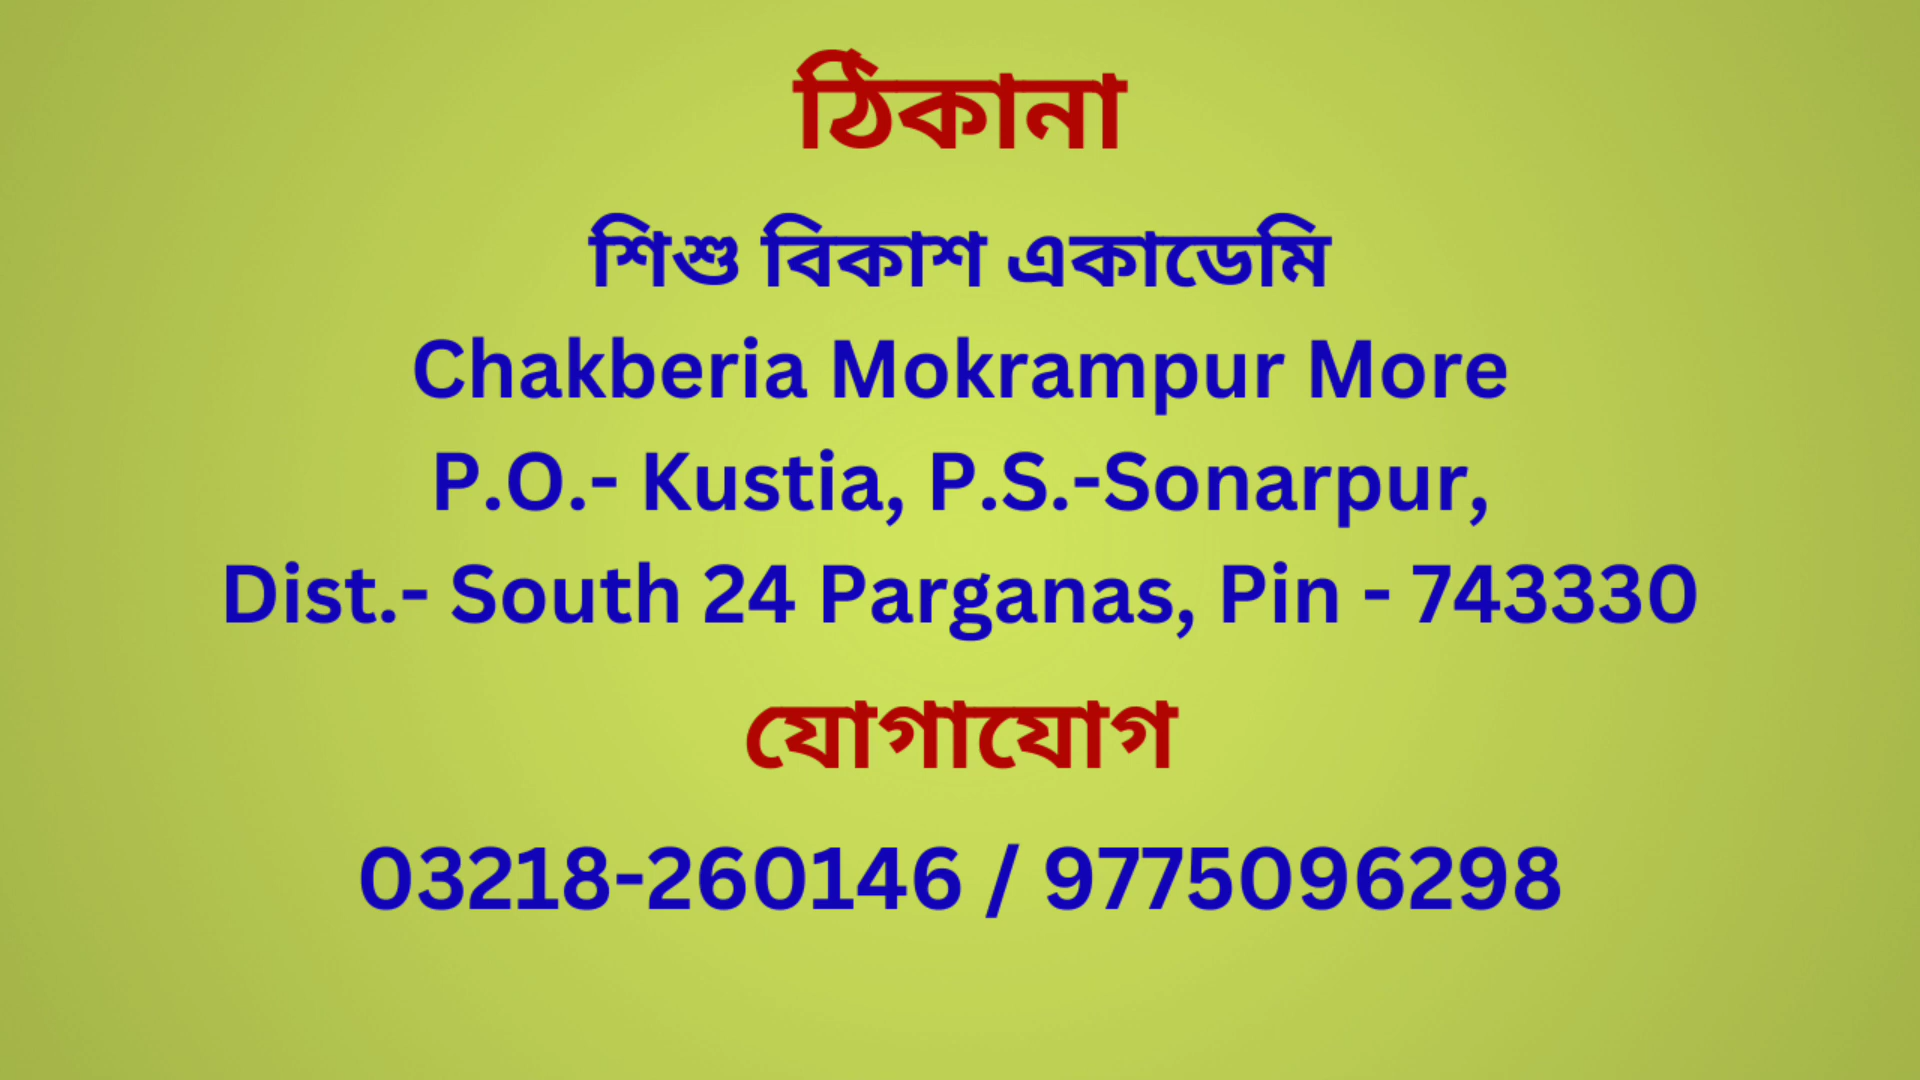 ঠিকানা
শিশু বিকাশ একাডেমি
Chakberia Mokrampur More
P.O.- Kustia, P.S.-Sonarpur,
Dist.- South 24 Parganas, Pin - 743330
যোগাযোগ
03218-260146 / 9775096298